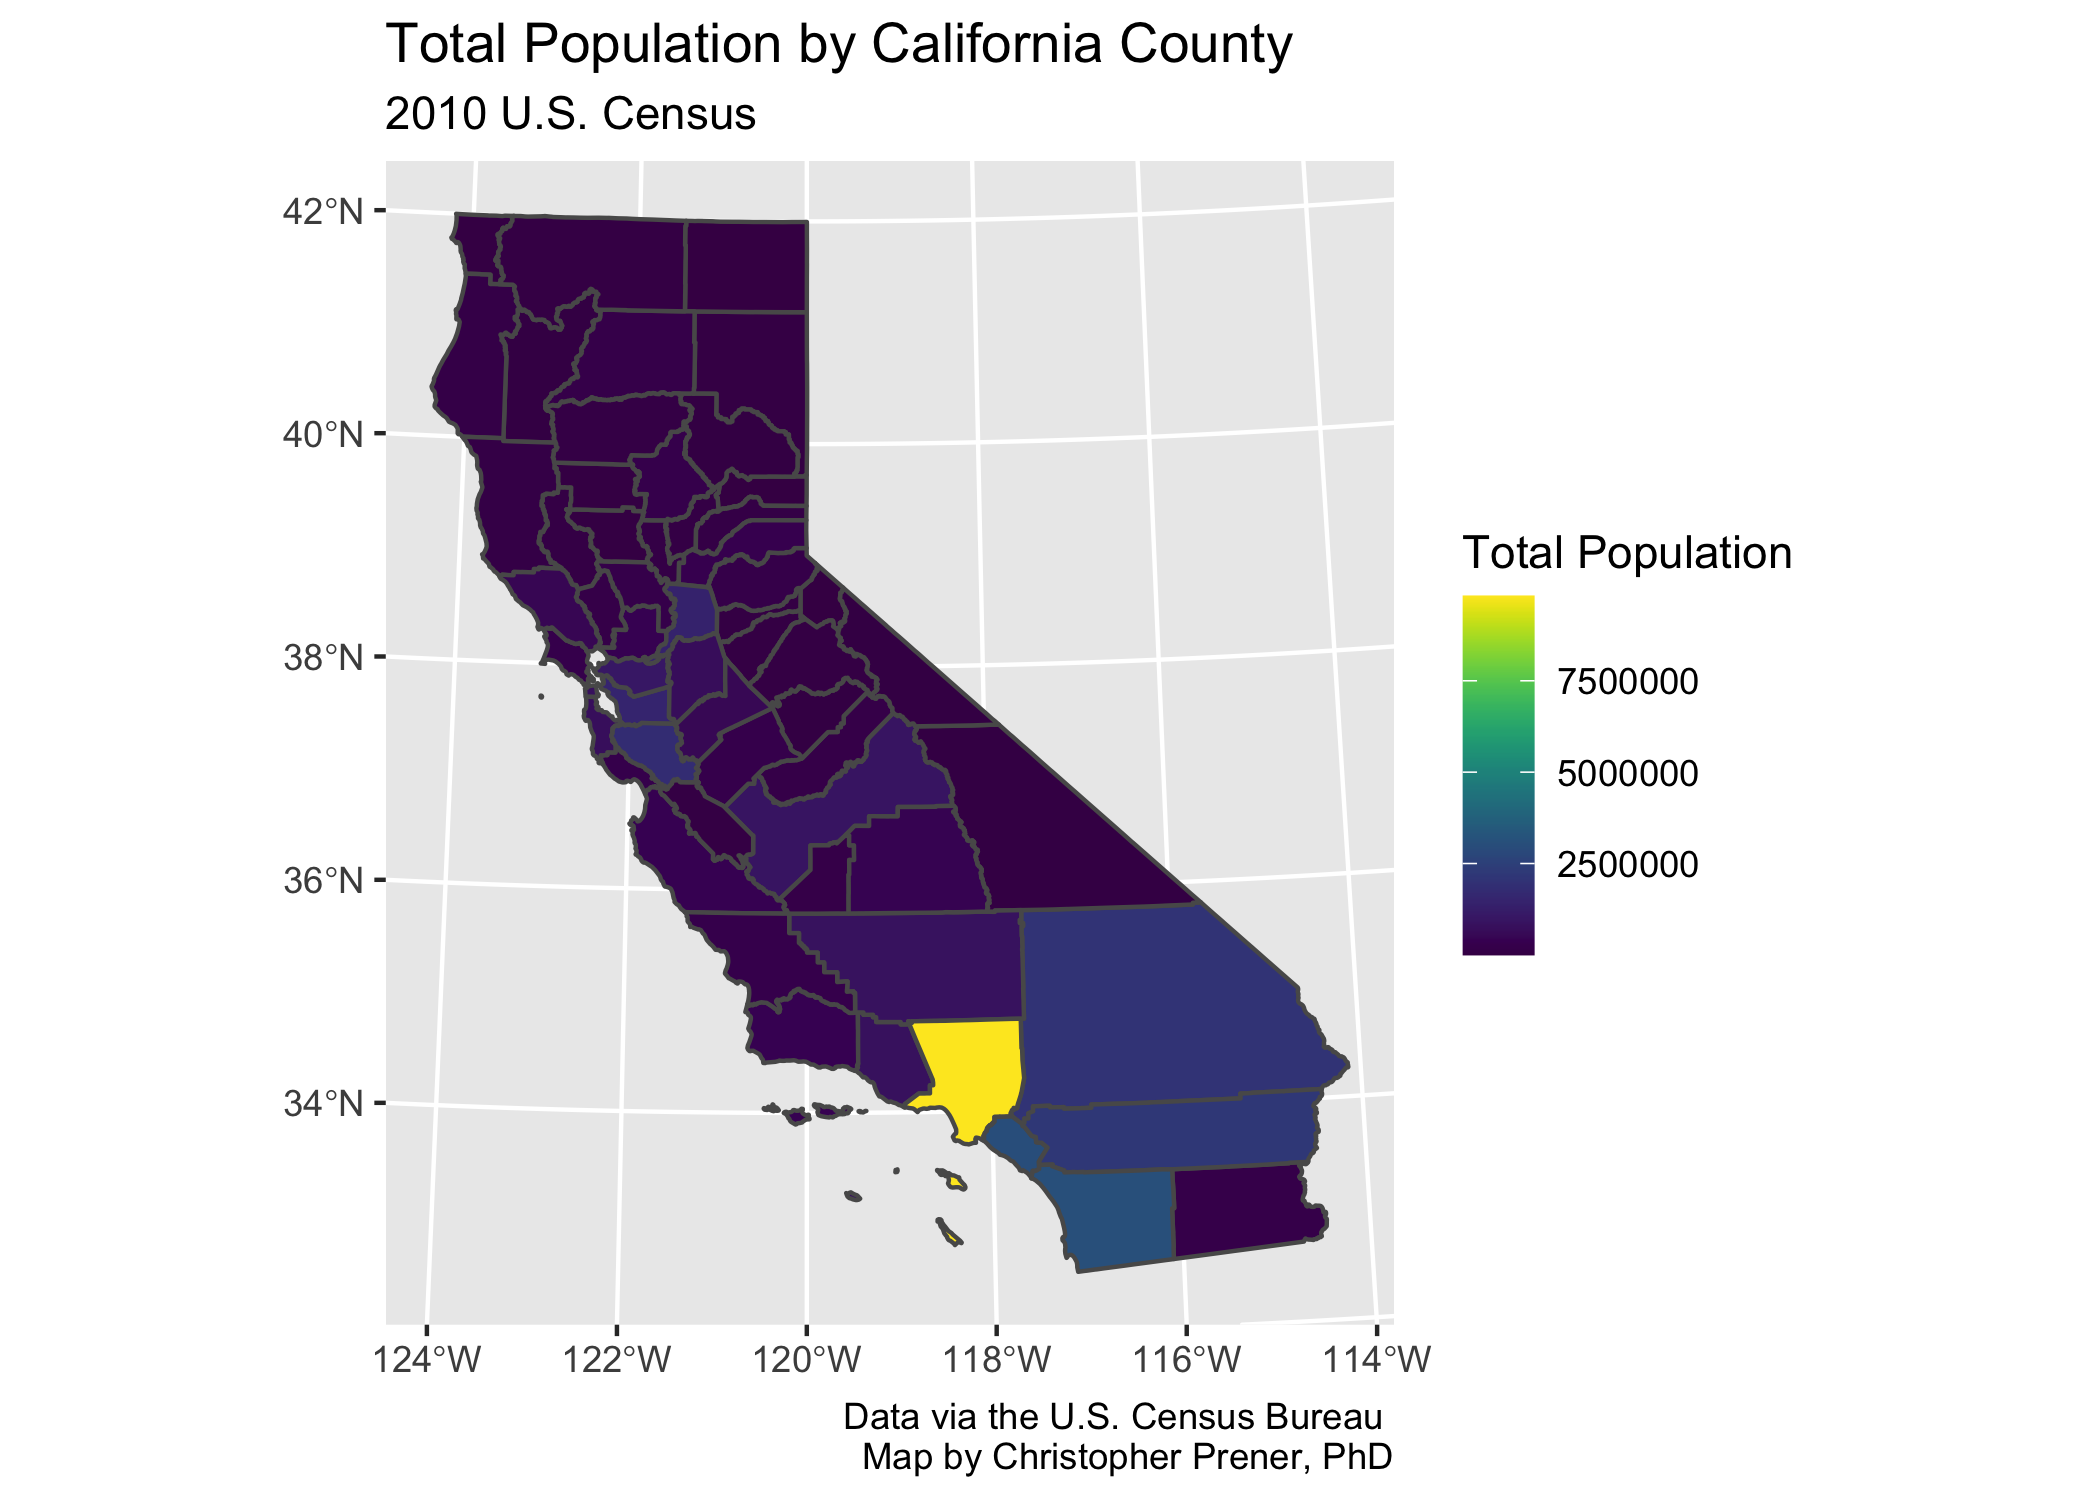 Total Population by California County
2010 U.S. Census
42°N
40°N
38°N
36°N
34°N
124°W
122°W
120°W
118°W
116°W
114°W
Total Population
7500000
5000000
2500000
Data via the U.S. Census Bureau
Map by Christopher Prener, PhD